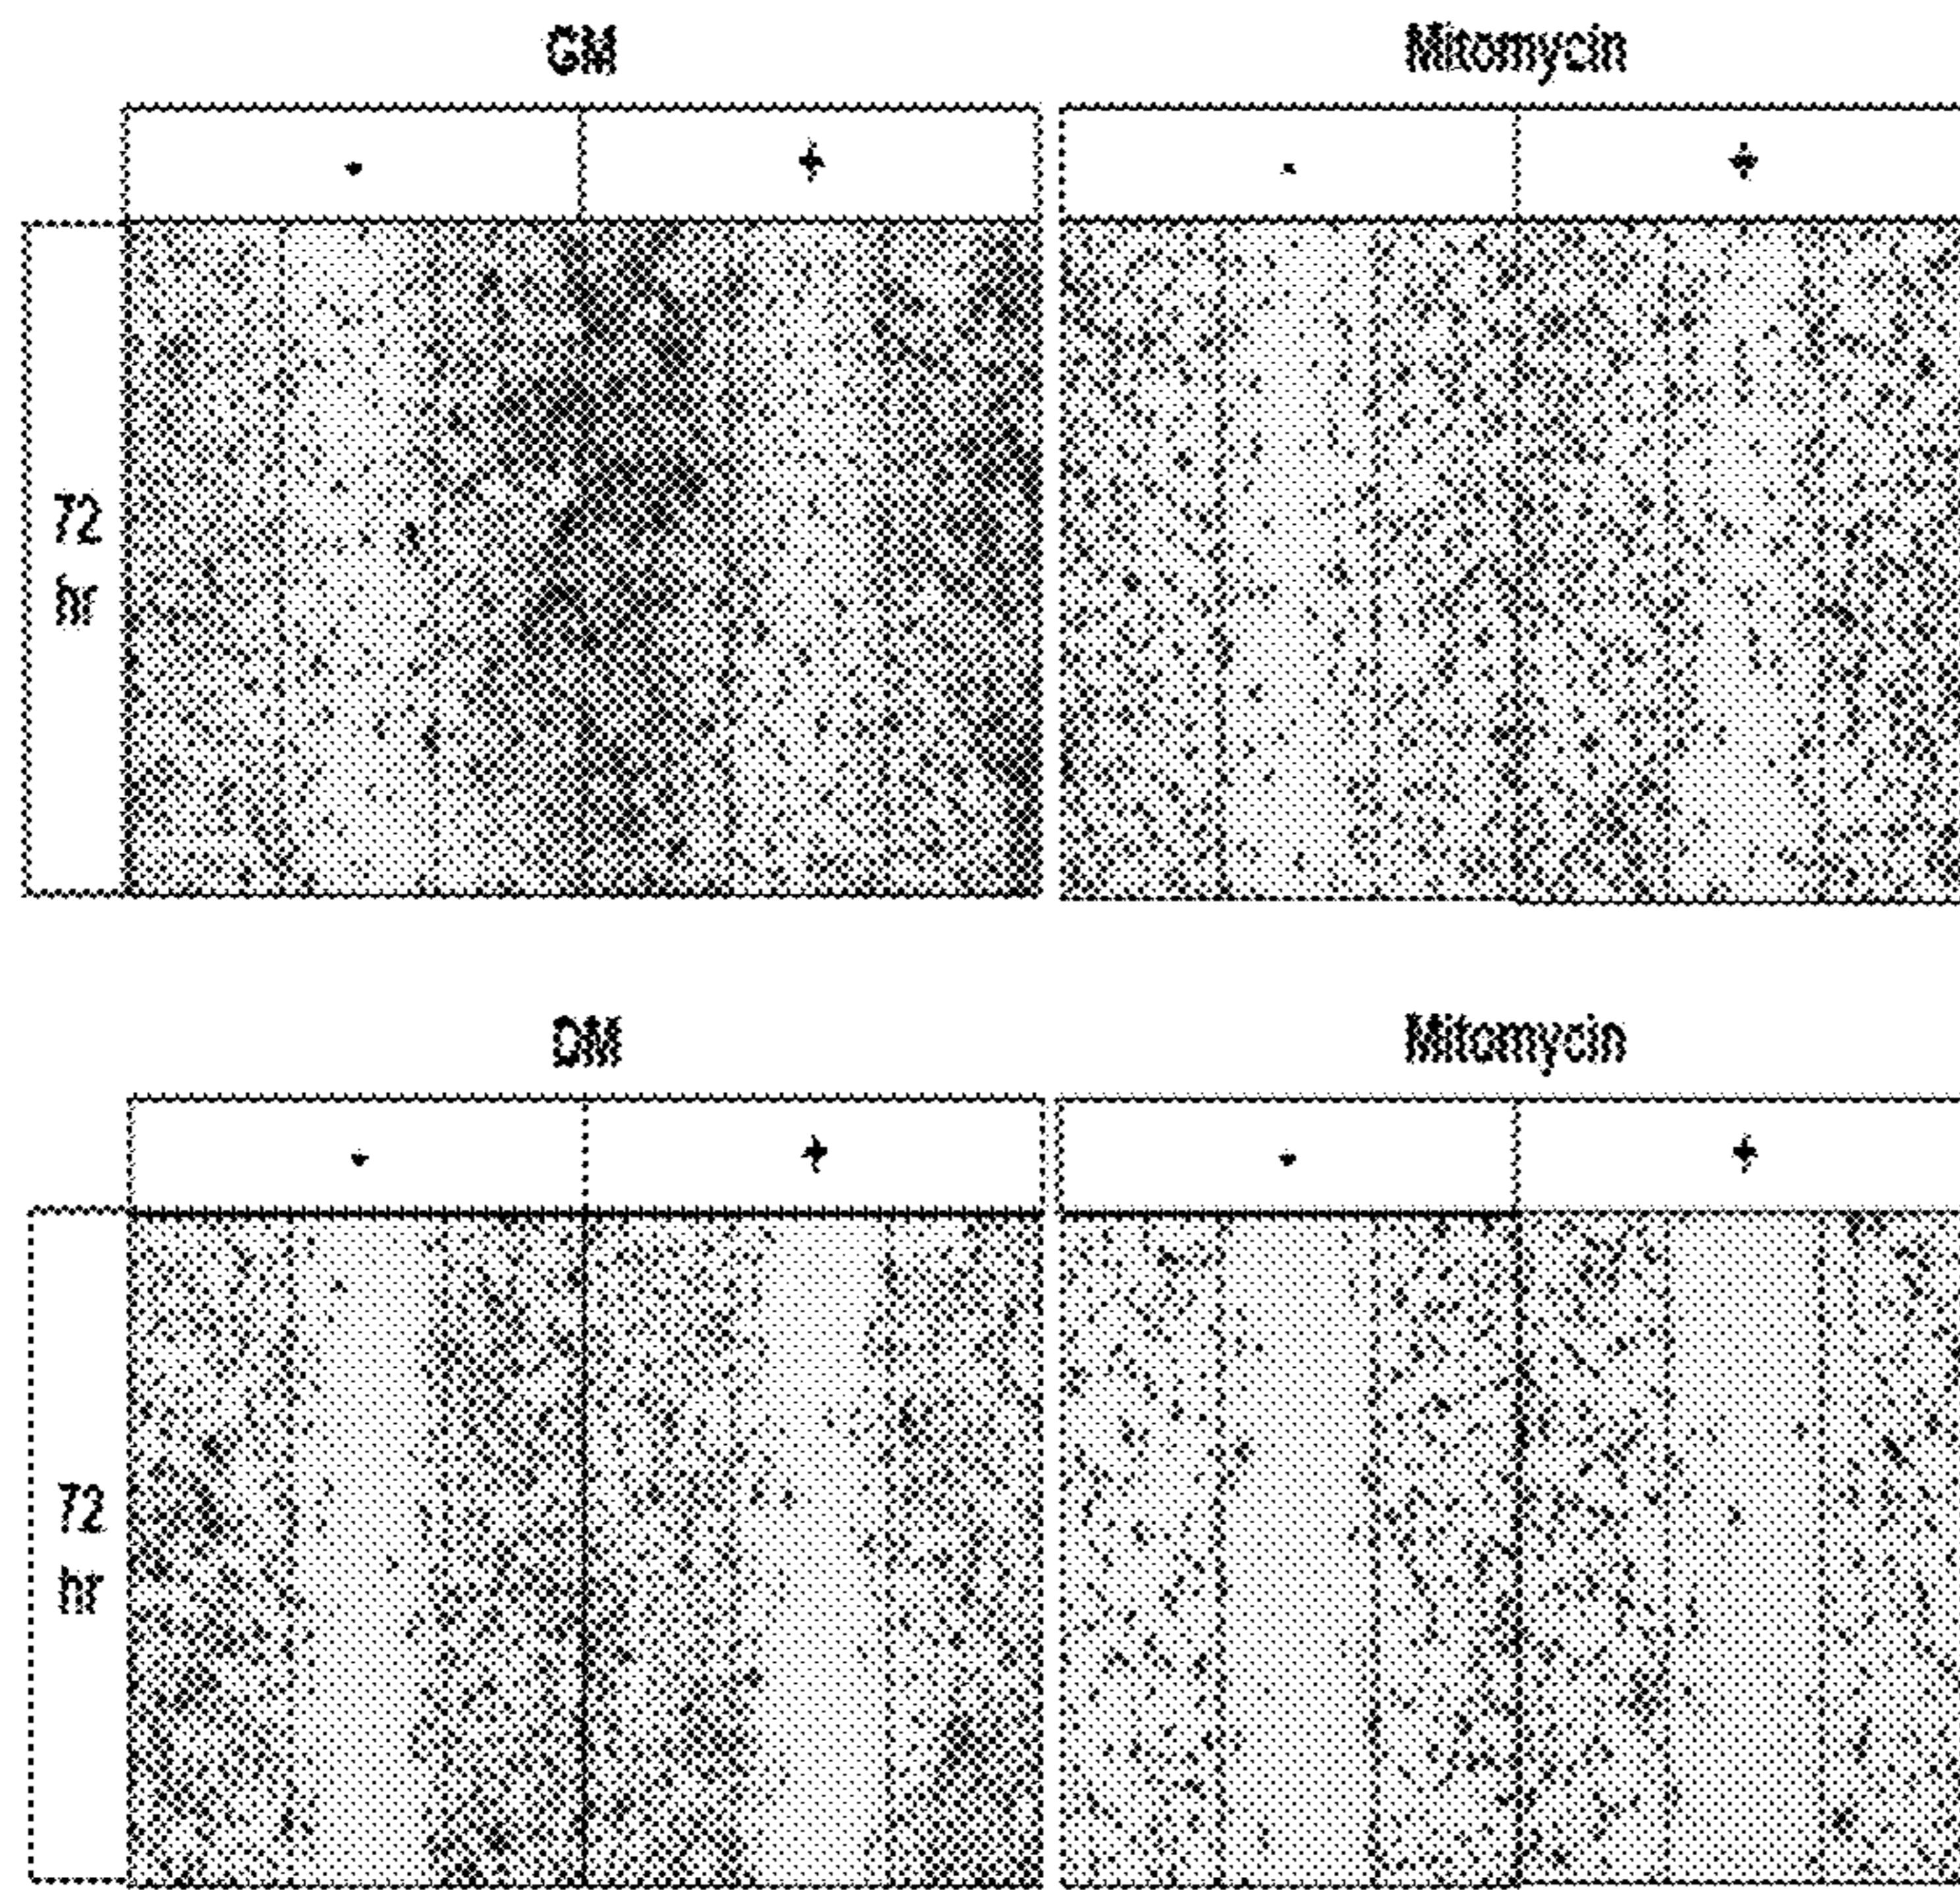 GM Mitomycin
- + - +
72
hr
DM Mitomycin
- + - +
72
hr